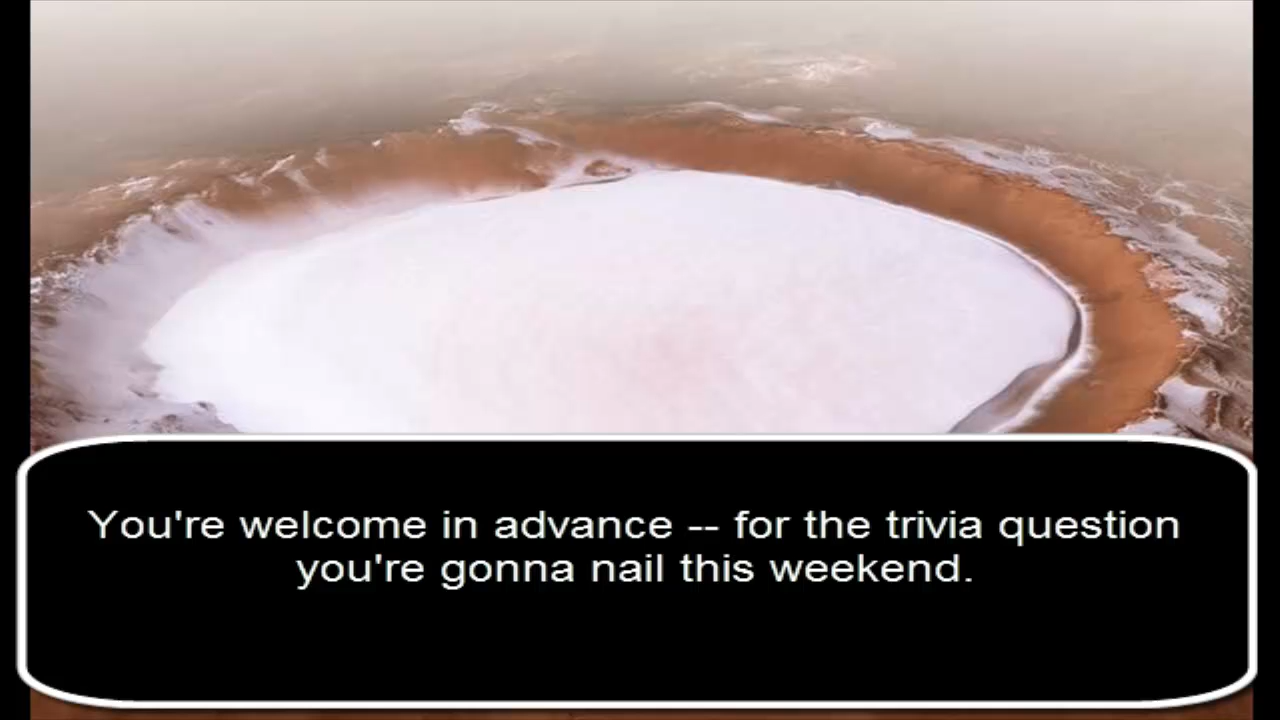 You're welcome in advance -- for the trivia question
you're gonna nail this weekend.